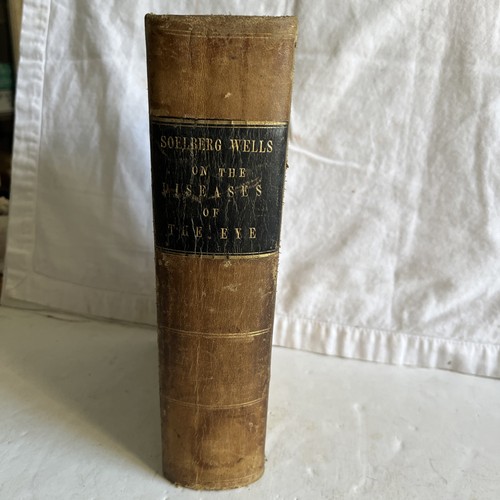 SOELBERG WELLS
ON THE
DISEASES
OF
THE EYE